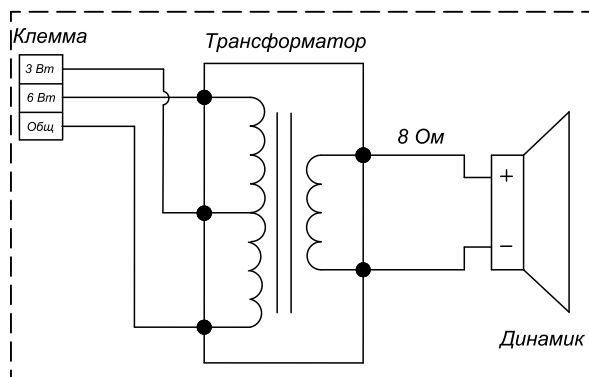 Клемма
Трансформатор
3 Вт
6 Вт
Общ
8 Ом
+
−
Динамик